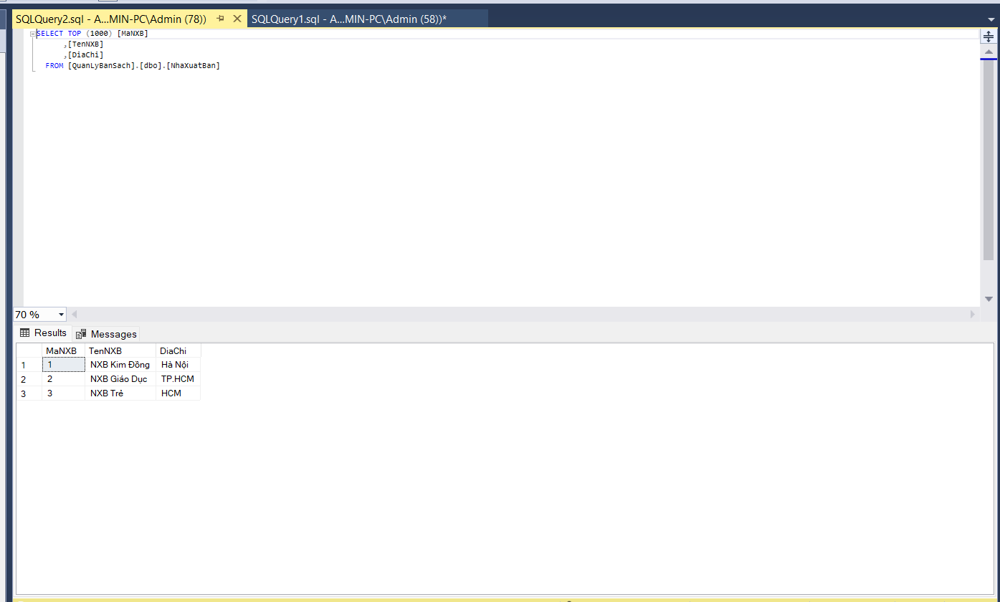 SQLQuery2.sql - A...MIN-PC\Admin (78)) SQLQuery1.sql - A...MIN-PC\Admin (58))*
SELECT TOP (1000) [MaNXB]
,[TenNXB]
,[DiaChi]
FROM [QuanLyBanSach].[dbo].[NhaXuatBan]
70 %
Results Messages
MaNXB TenNXB DiaChi
1 1 NXB Kim Đồng Hà Nội
2 2 NXB Giáo Dục TP.HCM
3 3 NXB Trẻ HCM